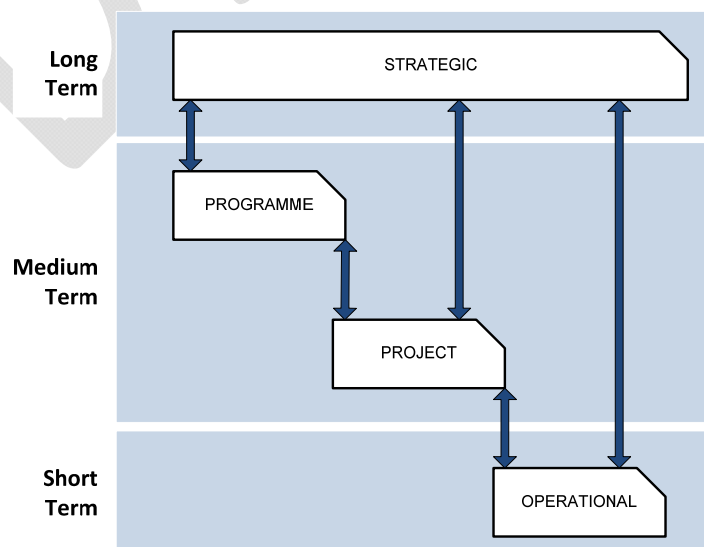 Long
Term
STRATEGIC
PROGRAMME
Medium
Term
PROJECT
Short
Term
OPERATIONAL